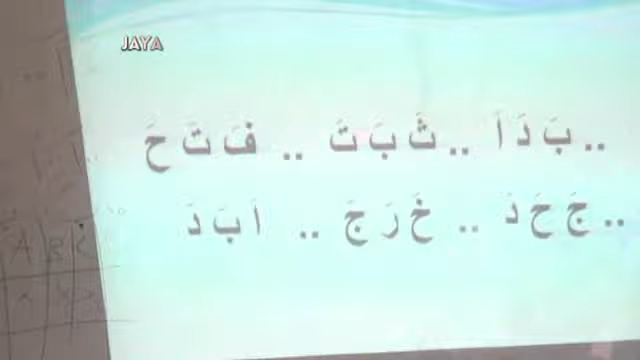 JAYA
..بَ دَ أَ ..ثَ بَ تَ .. فَ تَ حَ
..جَ حَ دَ .. خَ رَ جَ .. اَ بَ دَ
A B C